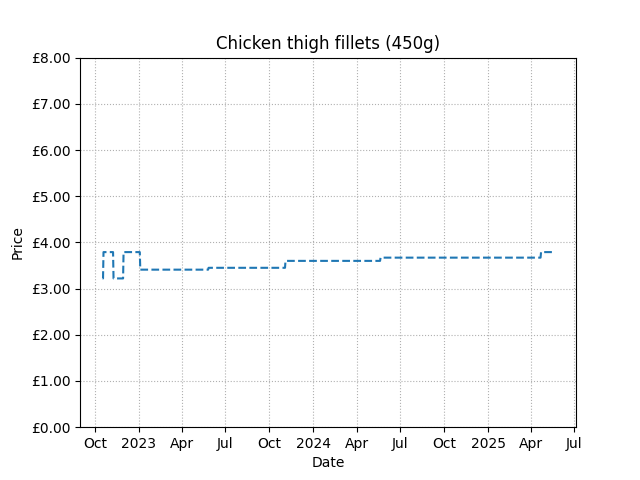 Chicken thigh fillets (450g)
£8.00
£7.00
£6.00
£5.00
£4.00
£3.00
£2.00
£1.00
£0.00
Price
Oct 2023 Apr Jul Oct 2024 Apr Jul Oct 2025 Apr Jul
Date